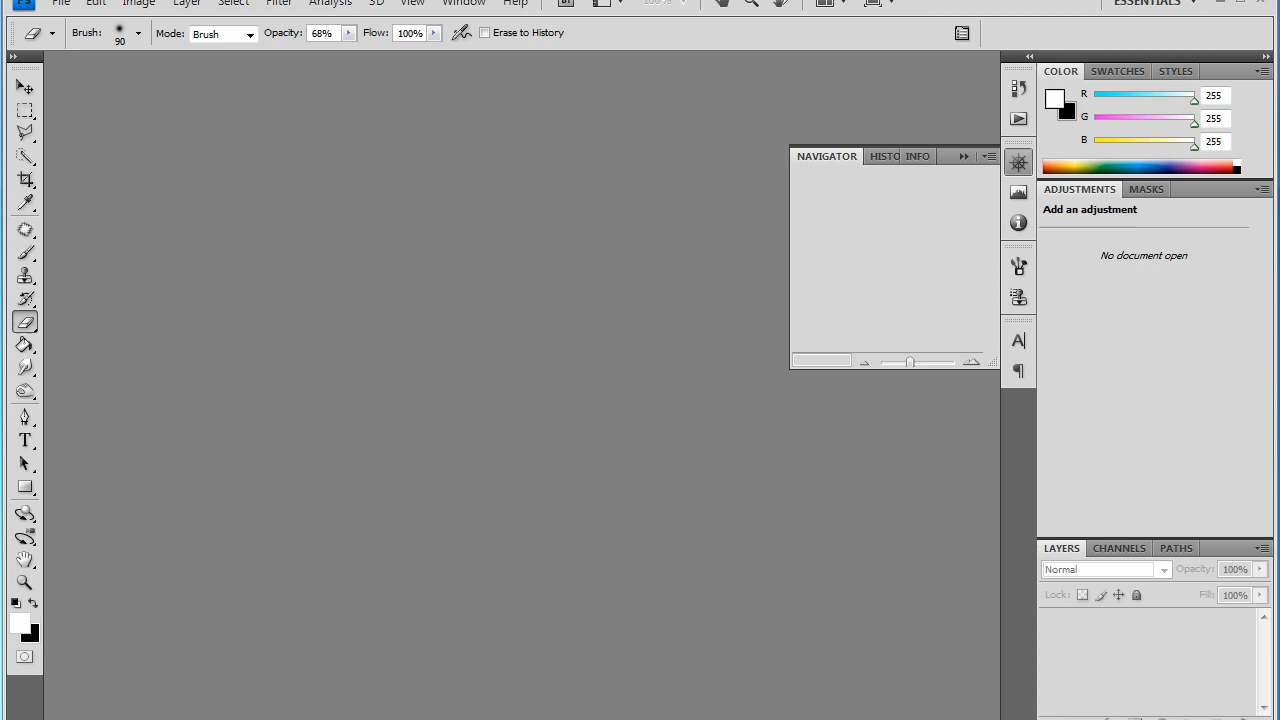 File Edit Image Layer Select Filter Analysis 3D View Window Help Br 100% ESSENTIALS
Brush: 90 Mode: Brush Opacity: 68% Flow: 100% Erase to History
COLOR SWATCHES STYLES
R 255
G 255
B 255
NAVIGATOR HISTO INFO
ADJUSTMENTS MASKS
Add an adjustment
No document open
A
T
LAYERS CHANNELS PATHS
Normal Opacity: 100%
Lock: Fill: 100%